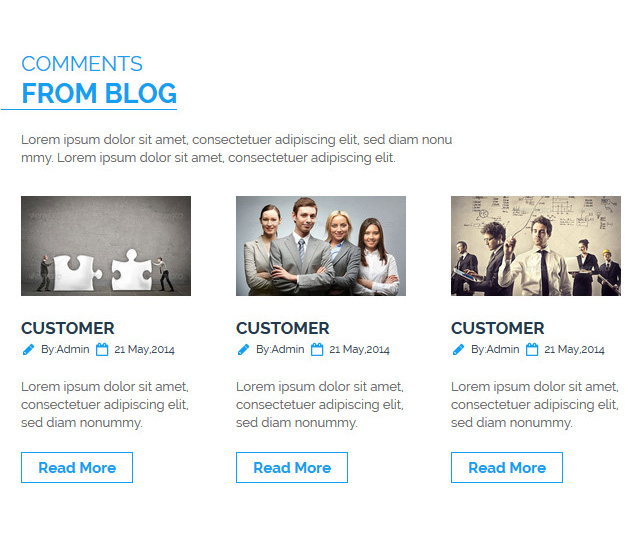 COMMENTS
FROM BLOG
Lorem ipsum dolor sit amet, consectetuer adipiscing elit, sed diam nonu
mmy. Lorem ipsum dolor sit amet, consectetuer adipiscing elit.
CUSTOMER
By:Admin 21 May,2014
Lorem ipsum dolor sit amet,
consectetuer adipiscing elit,
sed diam nonummy.
Read More
CUSTOMER
By:Admin 21 May,2014
Lorem ipsum dolor sit amet,
consectetuer adipiscing elit,
sed diam nonummy.
Read More
CUSTOMER
By:Admin 21 May,2014
Lorem ipsum dolor sit amet,
consectetuer adipiscing elit,
sed diam nonummy.
Read More